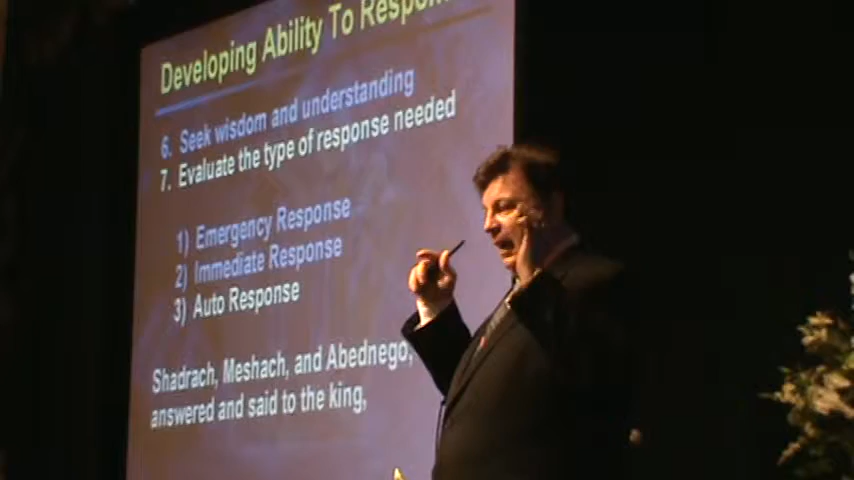 Developing Ability To
6. Seek wisdom and understanding
7. Evaluate the type of response needed
1) Emergency Response
2) Immediate Response
3) Auto Response
Shadrach, Meshach, and Abednego,
answered and said to the king,